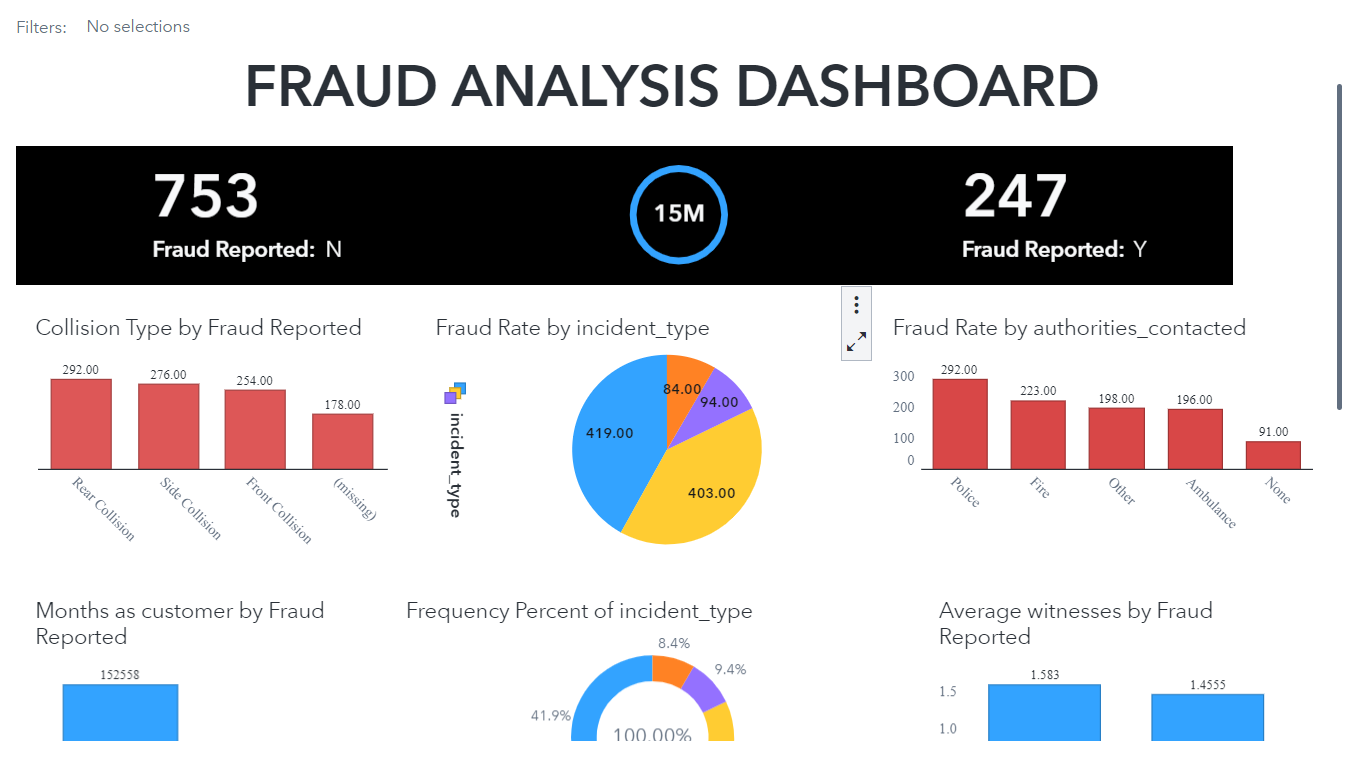 Filters: No selections
FRAUD ANALYSIS DASHBOARD
753
Fraud Reported: N
15M
247
Fraud Reported: Y
Collision Type by Fraud Reported
292.00
276.00
254.00
178.00
Rear Collision
Side Collision
Front Collision
(missing)
Fraud Rate by incident_type
incident_type
84.00
94.00
419.00
403.00
Fraud Rate by authorities_contacted
300
200
100
0
292.00
223.00
198.00
196.00
91.00
Police
Fire
Other
Ambulance
None
Months as customer by Fraud
Reported
152558
Frequency Percent of incident_type
8.4%
9.4%
41.9%
100.00%
Average witnesses by Fraud
Reported
1.5
1.0
1.583
1.4555